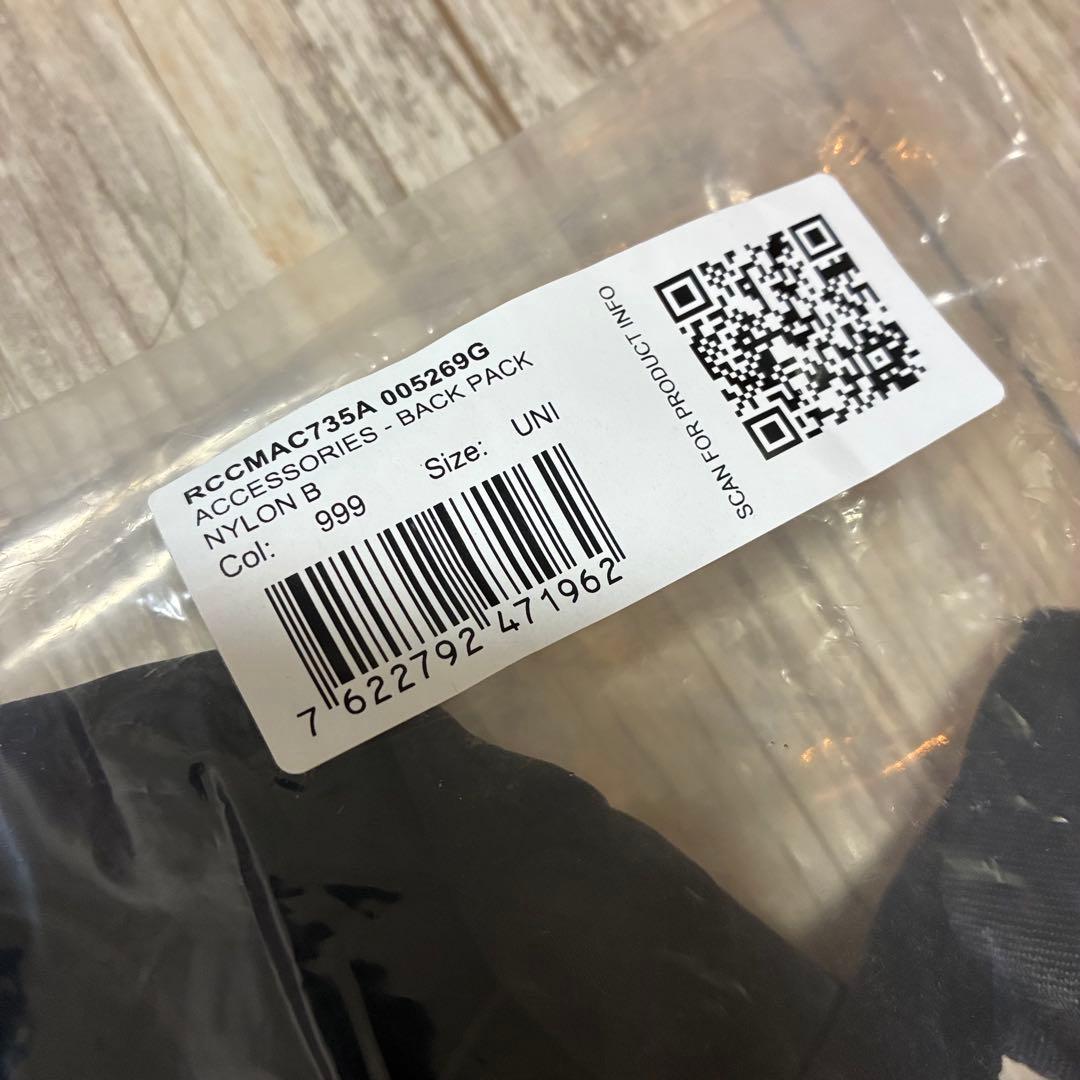 RCCMAC735A 005269G
ACCESSORIES - BACK PACK
NYLON B
Col: 999 Size: UNI
7 622792 471962
SCAN FOR PRODUCT INFO